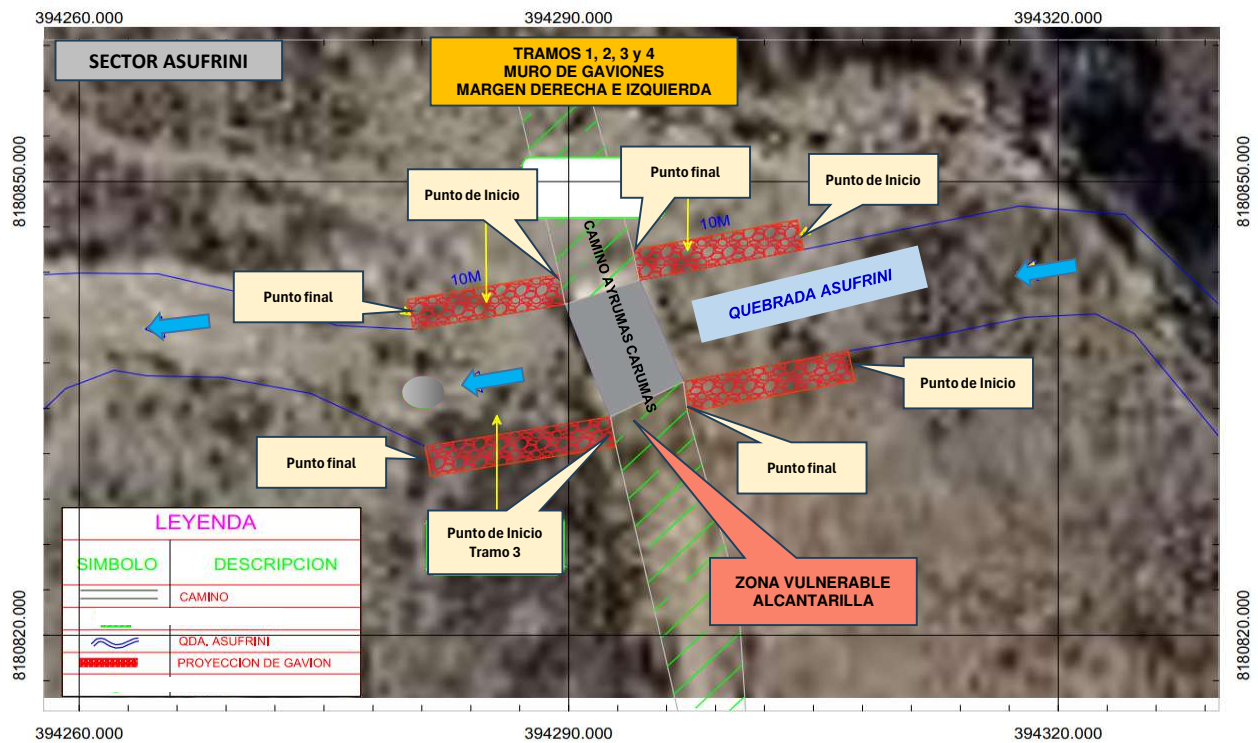 394260.000
394290.000
394320.000
SECTOR ASUFRINI
TRAMOS 1, 2, 3 y 4
MURO DE GAVIONES
MARGEN DERECHA E IZQUIERDA
8180850.000
8180850.000
Punto de Inicio
Punto final
Punto de Inicio
10M
10M
Punto final
CAMINO AYRUMAS CARUMAS
QUEBRADA ASUFRINI
Punto de Inicio
Punto final
Punto final
Punto de Inicio
Tramo 3
ZONA VULNERABLE
ALCANTARILLA
LEYENDA
SIMBOLO DESCRIPCION
CAMINO
QDA. ASUFRINI
PROYECCION DE GAVION
8180820.000
8180820.000
394260.000
394290.000
394320.000